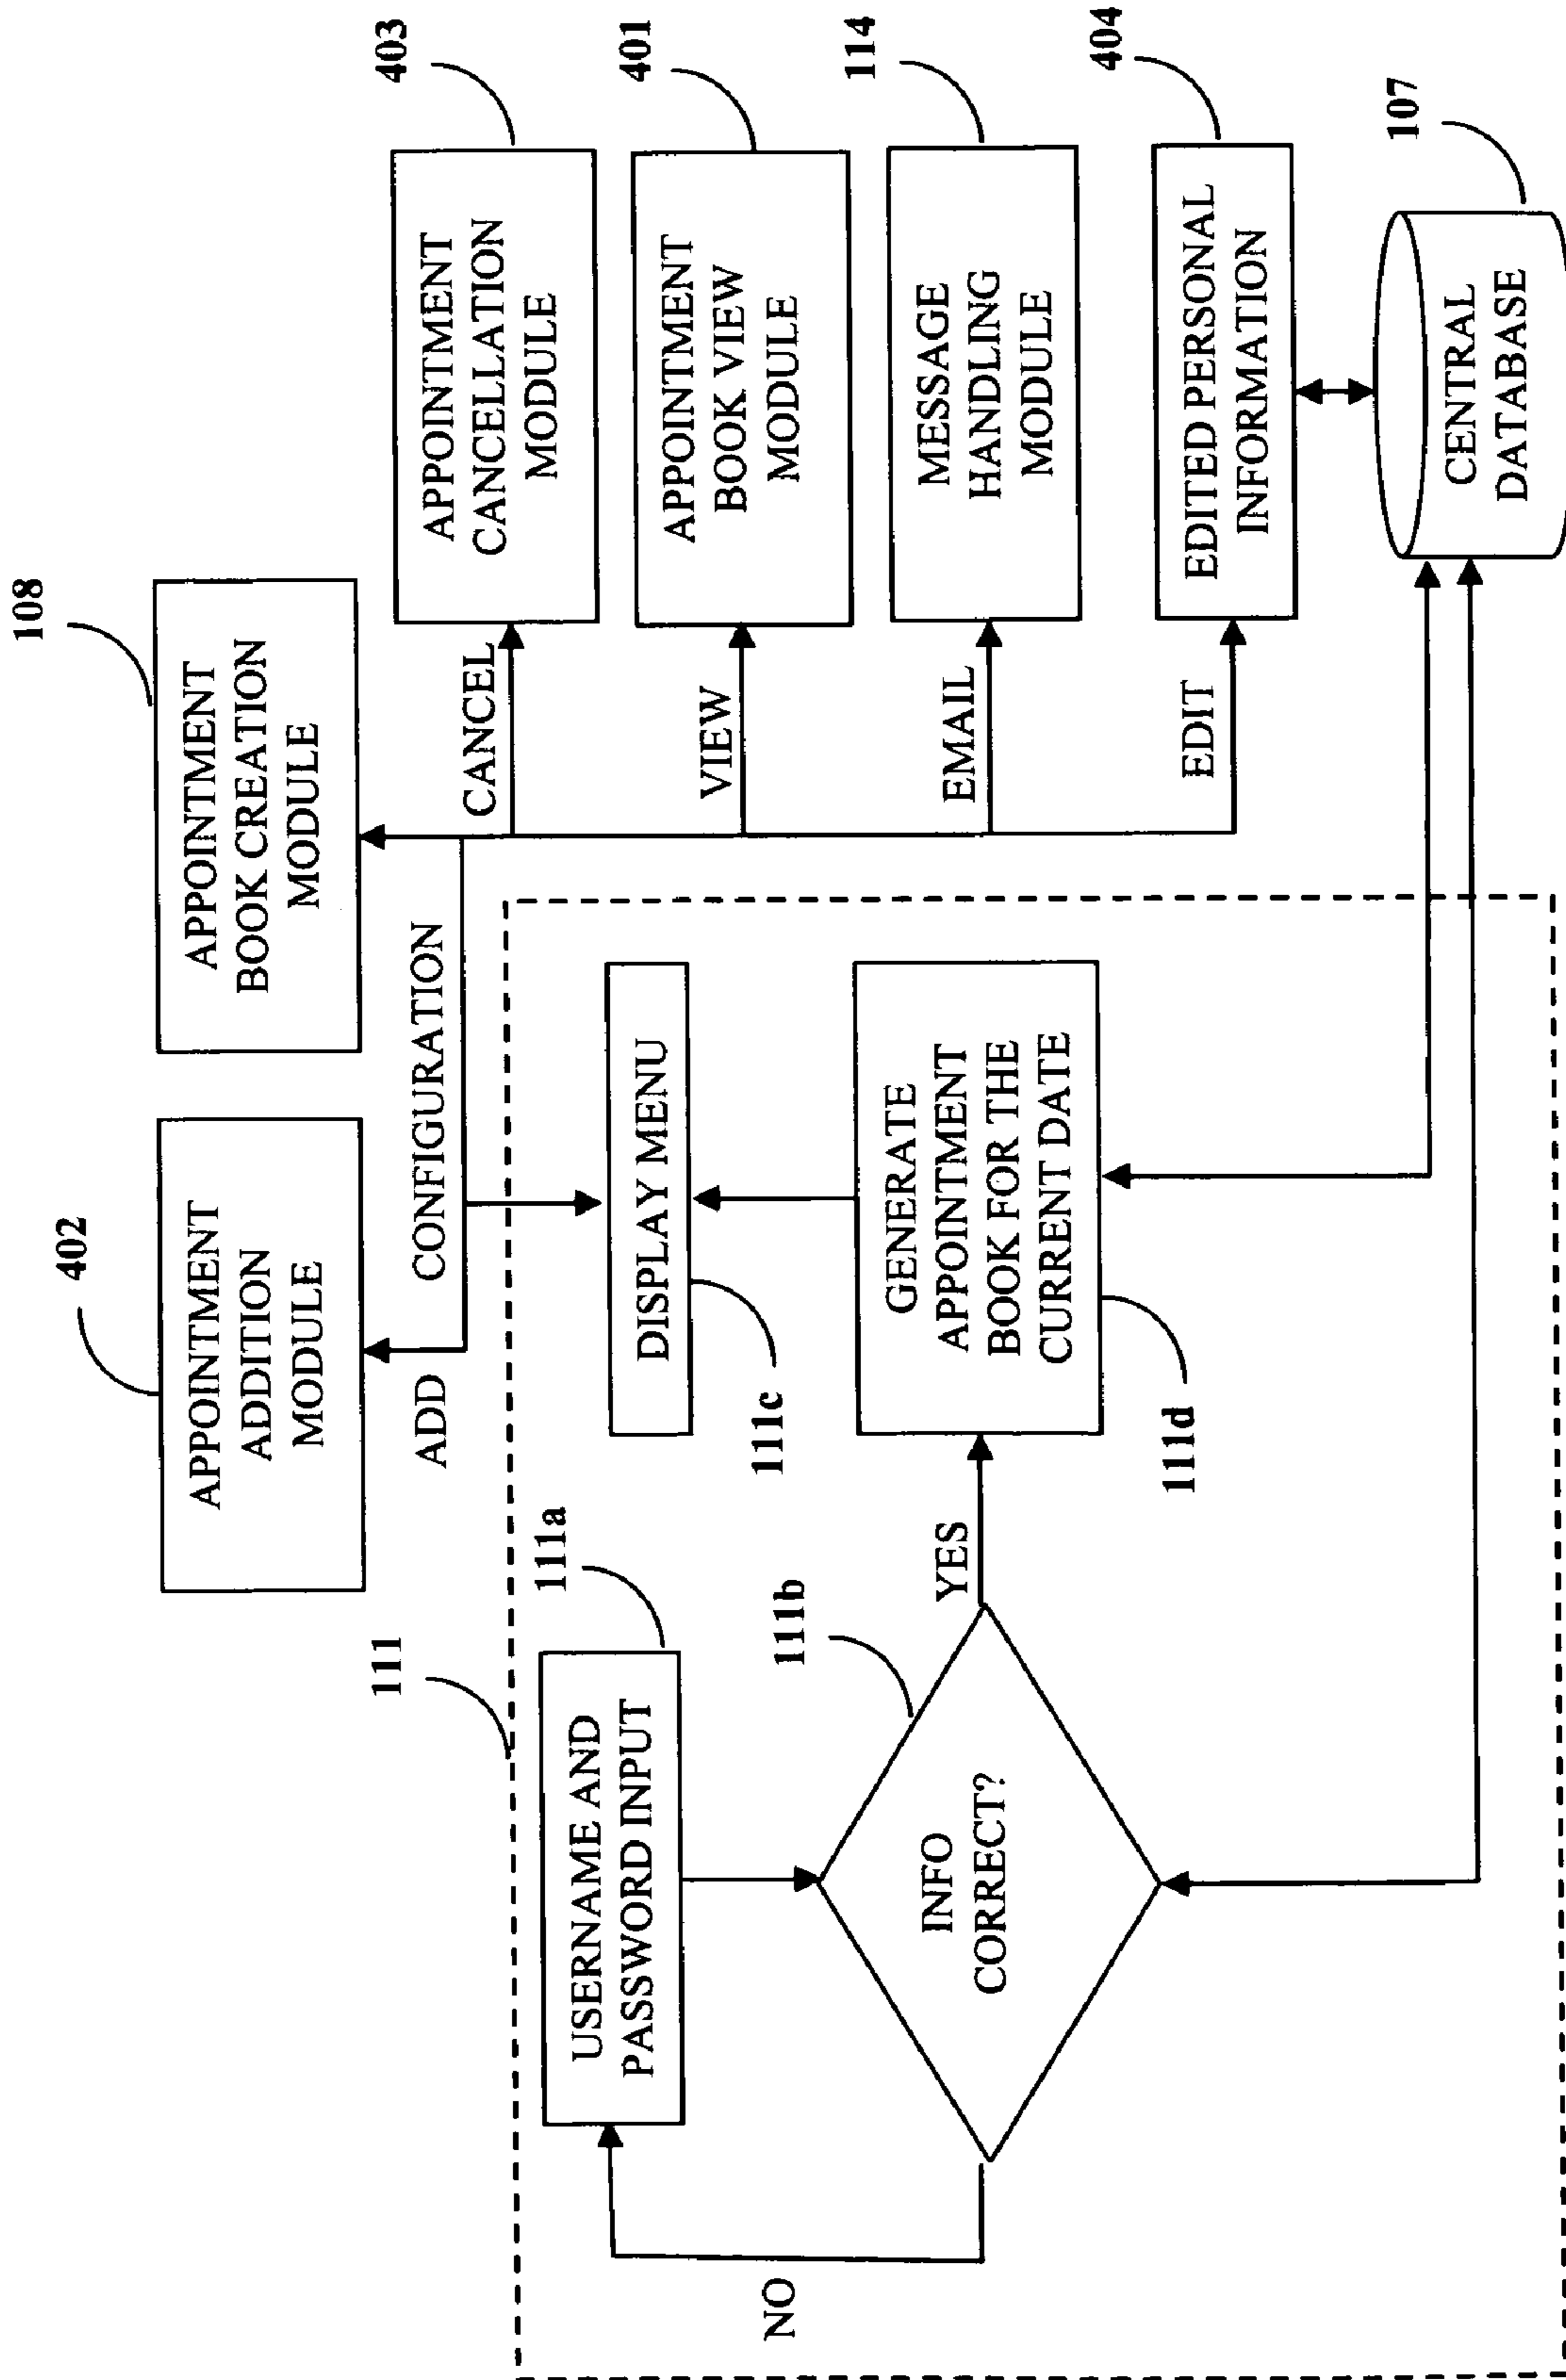 108
402
APPOINTMENT
ADDITION
MODULE
APPOINTMENT
BOOK CREATION
MODULE
403
ADD
CONFIGURATION
CANCEL
APPOINTMENT
CANCELLATION
MODULE
111
111a
USERNAME AND
PASSWORD INPUT
DISPLAY MENU
111c
VIEW
401
APPOINTMENT
BOOK VIEW
MODULE
NO
111b
INFO
CORRECT?
YES
GENERATE
APPOINTMENT
BOOK FOR THE
CURRENT DATE
111d
EMAIL
114
MESSAGE
HANDLING
MODULE
EDIT
404
EDITED PERSONAL
INFORMATION
107
CENTRAL
DATABASE